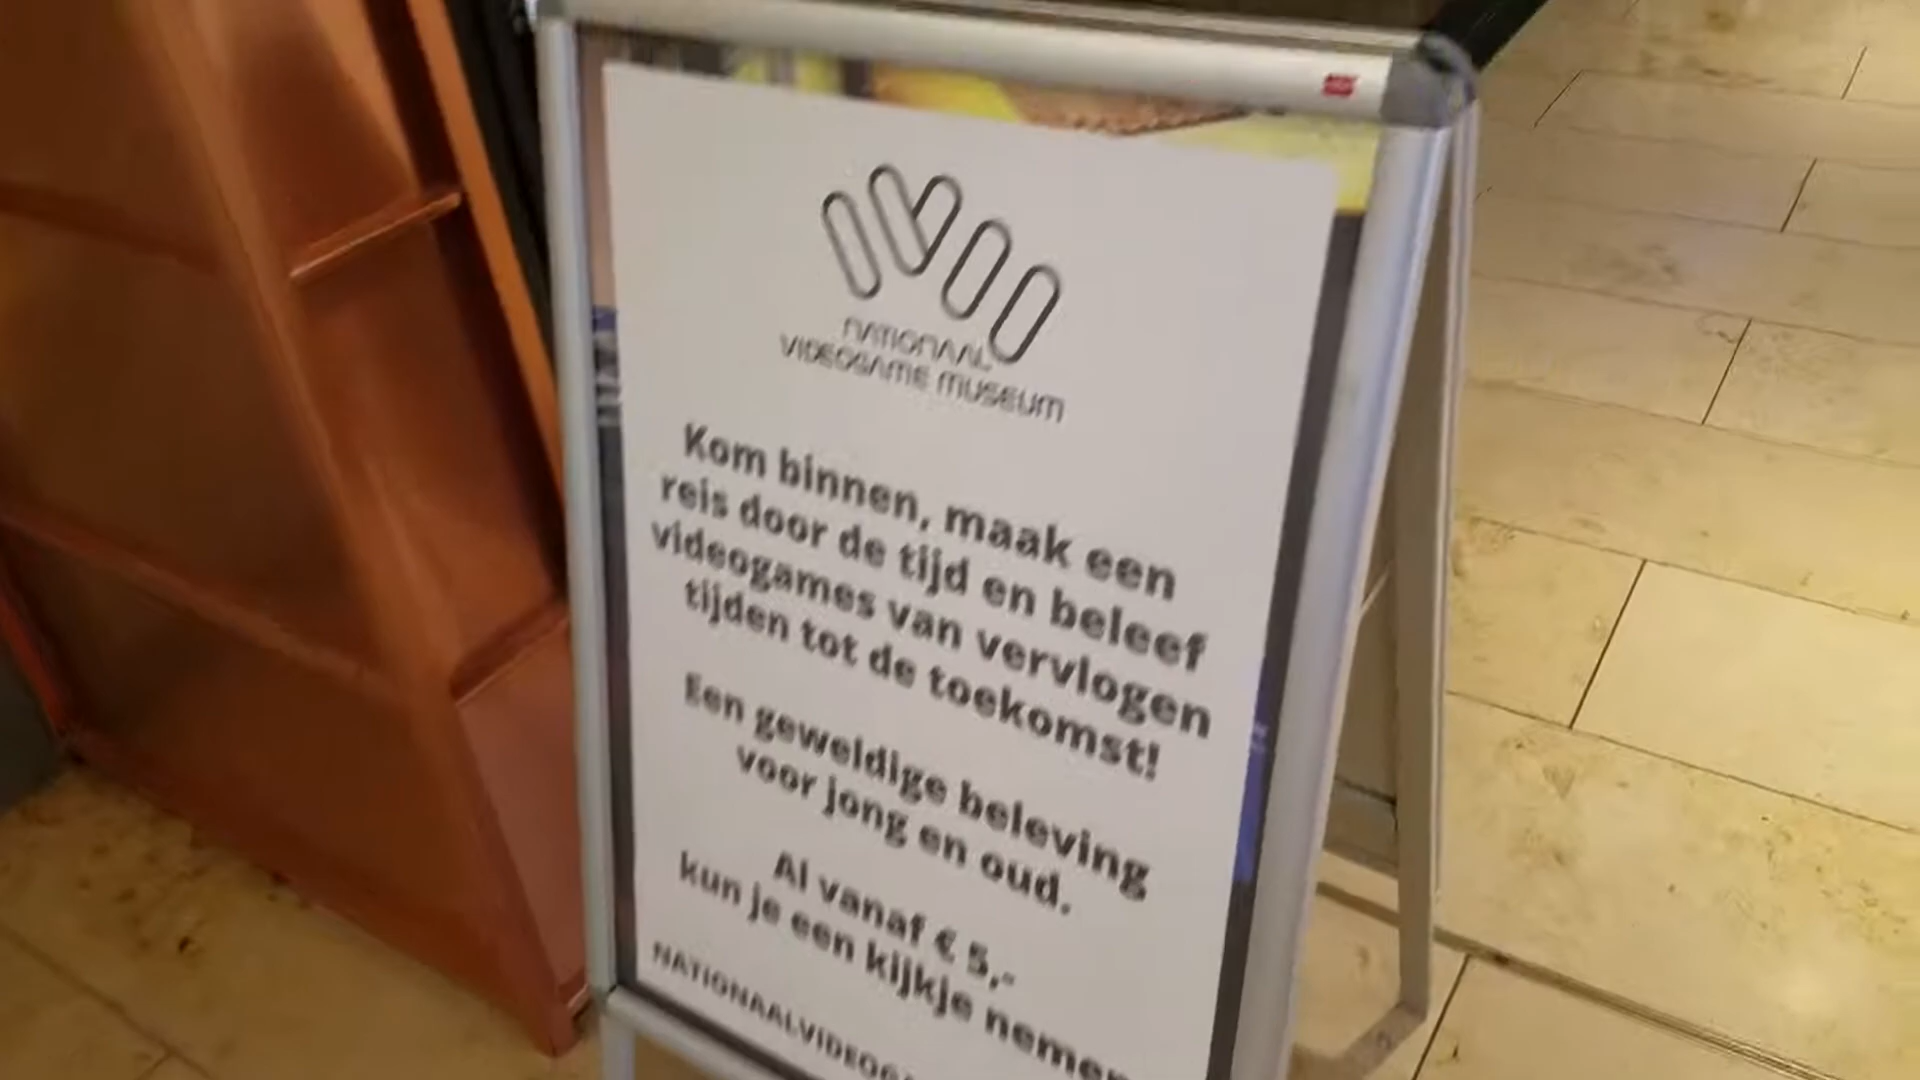 NATIONAAL
VIDEOGAME MUSEUM
Kom binnen, maak een
reis door de tijd en beleef
videogames van vervlogen
tijden tot de toekomst!
Een geweldige beleving
voor jong en oud.
Al vanaf € 5,-
kun je een kijkje nemen